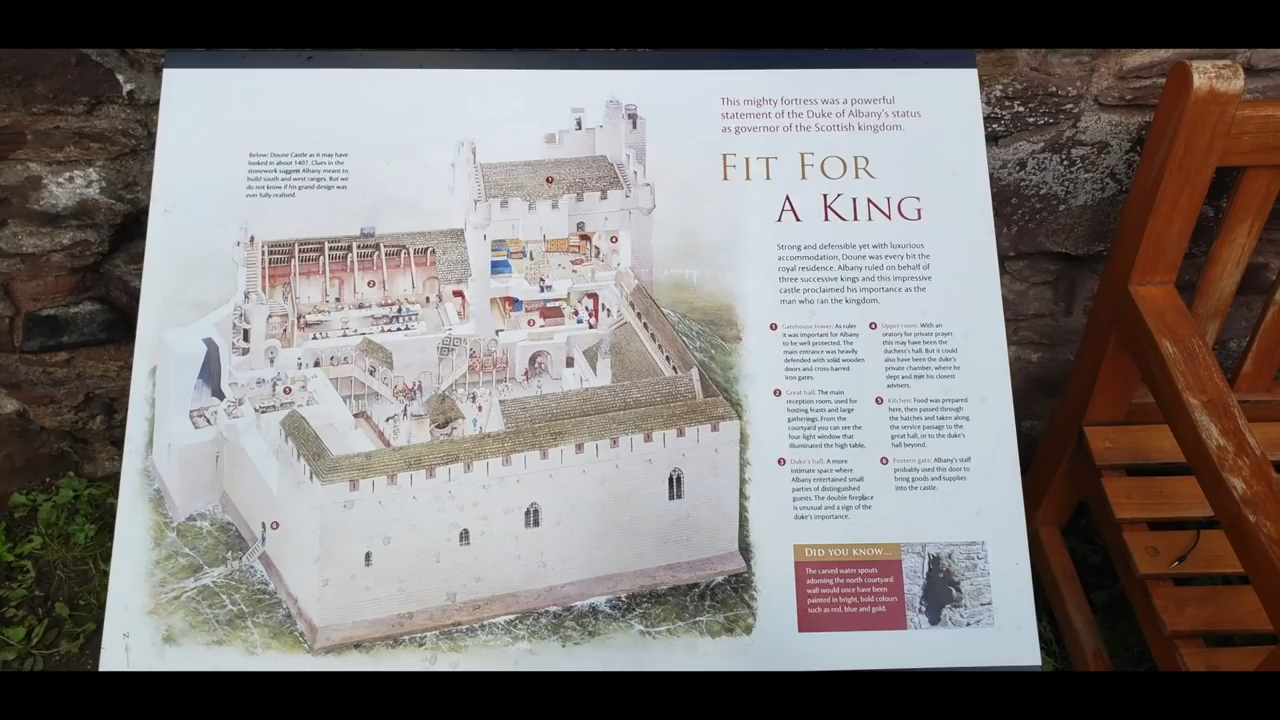 This mighty fortress was a powerful
statement of the Duke of Albany's status
as governor of the Scottish kingdom.
FIT FOR
A KING
Below: Doune Castle as it may have
looked in about 1407. Clues in the
stonework suggest Albany meant to
build south and west ranges. But we
do not know if his grand design was
ever fully realised.
Strong and defensible yet with luxurious
accommodation, Doune was every bit the
royal residence. Albany ruled on behalf of
three successive kings and this impressive
castle proclaimed his importance as the
man who ran the kingdom.
1 Gatehouse tower: As ruler
it was important for Albany
to be well protected. The
main entrance was heavily
defended with solid wooden
doors and cross-barred
iron gates.
2 Great hall: The main
reception room, used for
hosting feasts and large
gatherings. From the
courtyard you can see the
four-light window that
illuminated the high table.
3 Duke's hall: A more
intimate space where
Albany entertained small
parties of distinguished
guests. The double fireplace
is unusual and a sign of the
duke's importance.
4 Upper room: With an
oratory for private prayer,
this may have been the
duchess's hall. But it could
also have been the duke's
private chamber, where he
slept and met his closest
advisers.
5 Kitchen: Food was prepared
here, then passed through
the hatches and taken along
the service passage to the
great hall, or to the duke's
hall beyond.
6 Postern gate: Albany's staff
probably used this door to
bring goods and supplies
into the castle.
DID YOU KNOW...
The carved water spouts
adorning the north courtyard
wall would once have been
painted in bright, bold colours
such as red, blue and gold.
1
2
3
4
5
6
N